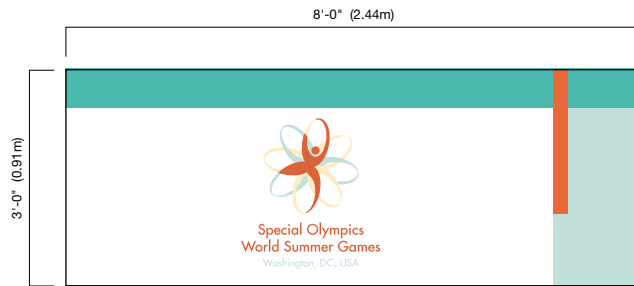 8'-0" (2.44m)
3'-0" (0.91m)
Special Olympics
World Summer Games
Washington, DC, USA